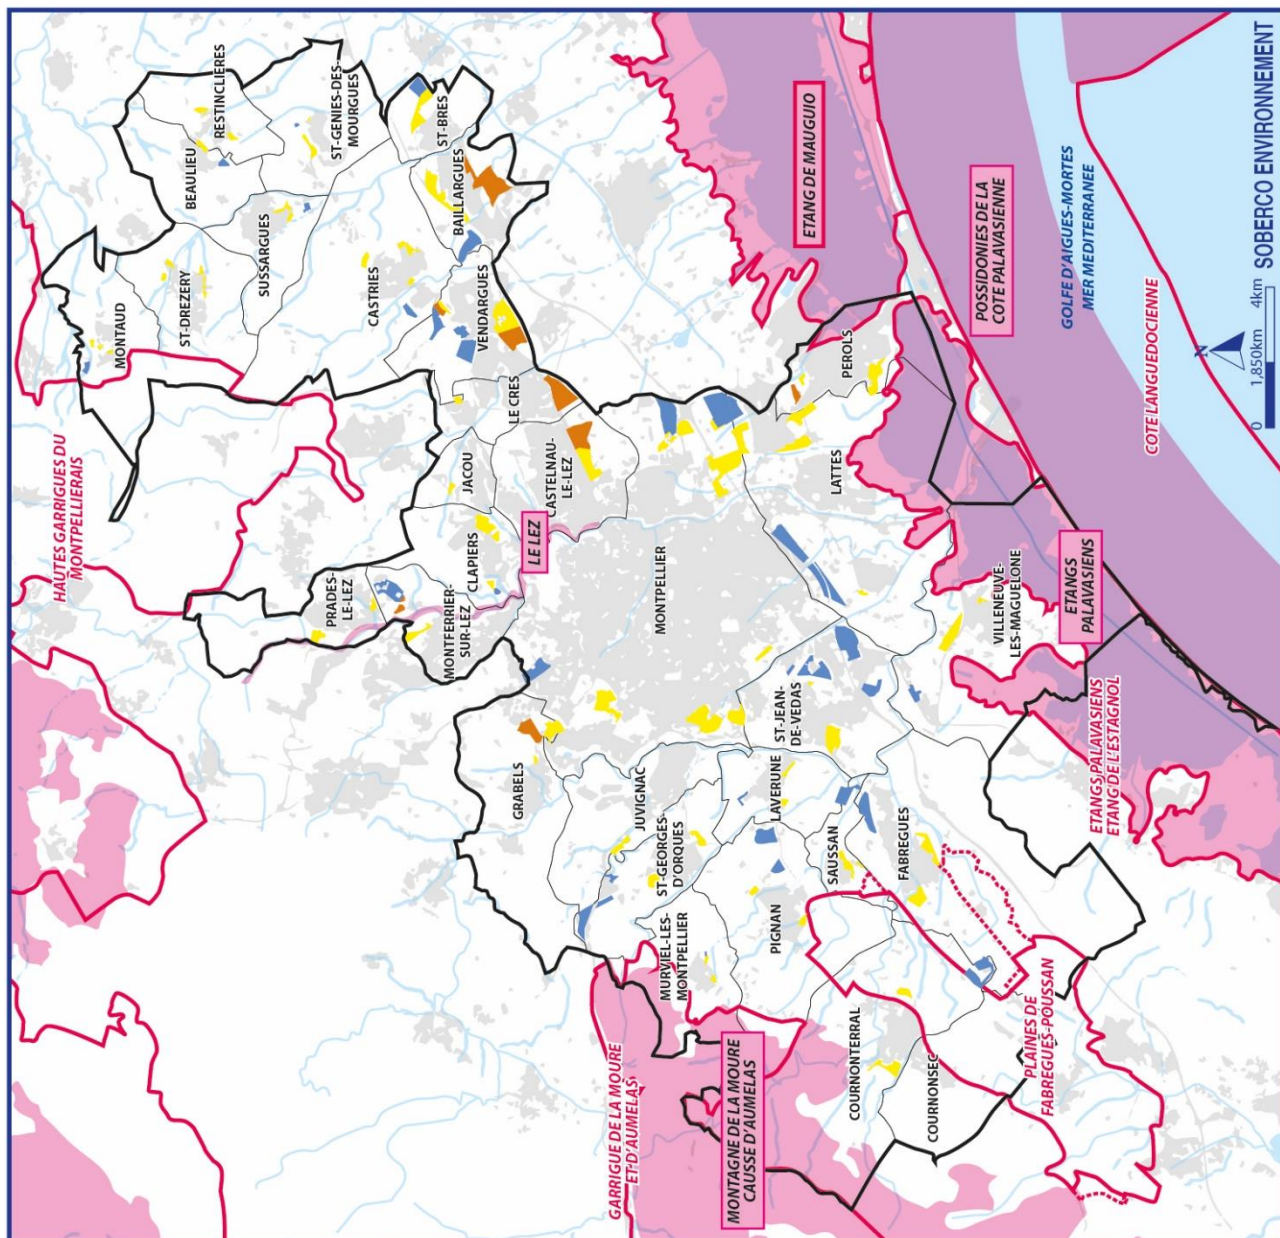 HAUTES GARRIGUES DU
MONTPELLIERAIS
MONTAUD
ST-DREZERY
BEAULIEU
RESTINCLIERES
SUSSARGUES
ST-GENIES-DES-
MOURGUES
CASTRIES
ST-BRES
BAILLARGUES
VENDARGUES
LE CRES
JACOU
CASTELNAU-
LE-LEZ
CLAPIERS
LE LEZ
PRADES-
LE-LEZ
MONTFERRIER-
SUR-LEZ
MONTPELLIER
GRABELS
JUVIGNAC
ST-GEORGES
D'ORQUES
MURVIEL-LES-
MONTPELLIER
GARRIGUE DE LA MOURE
ET D'AUMELAS
MONTAGNE DE LA MOURE
CAUSSE D'AUMELAS
PIGNAN
LAVERUNE
SAUSSAN
ST-JEAN-
DE-VEDAS
FABREGUES
COURNONTERRAL
COURNONSEC
PLAINES DE
FABREGUES-POUSSAN
LATTES
PEROLS
VILLENEUVE-
LES-MAGUELONE
ETANG DE MAUGUIO
POSSIDONIES DE LA
COTE PALAVASIENNE
ETANGS
PALAVASIENS
ETANGS PALAVASIENS
ETANG DE L'ESTAGNOL
GOLFE D'AIGUES-MORTES
MER MEDITERRANEE
COTE LANGUEDOCIENNE
N
0 1,850km 4km
SOBERCO ENVIRONNEMENT